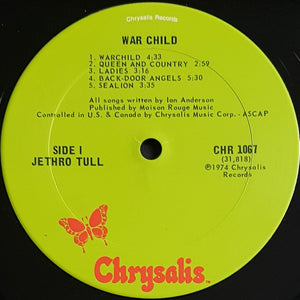 Chrysalis Records
WAR CHILD
1. WARCHILD 4:33
2. QUEEN AND COUNTRY 2:59
3. LADIES 3:16
4. BACK-DOOR ANGELS 5:30
5. SEALION 3:35
All songs written by Ian Anderson
Published by Maison Rouge Music
Controlled in U.S. & Canada by Chrysalis Music Corp. - ASCAP
SIDE I
JETHRO TULL
CHR 1067
(31,818)
℗1974 Chrysalis
Records
Chrysalis™